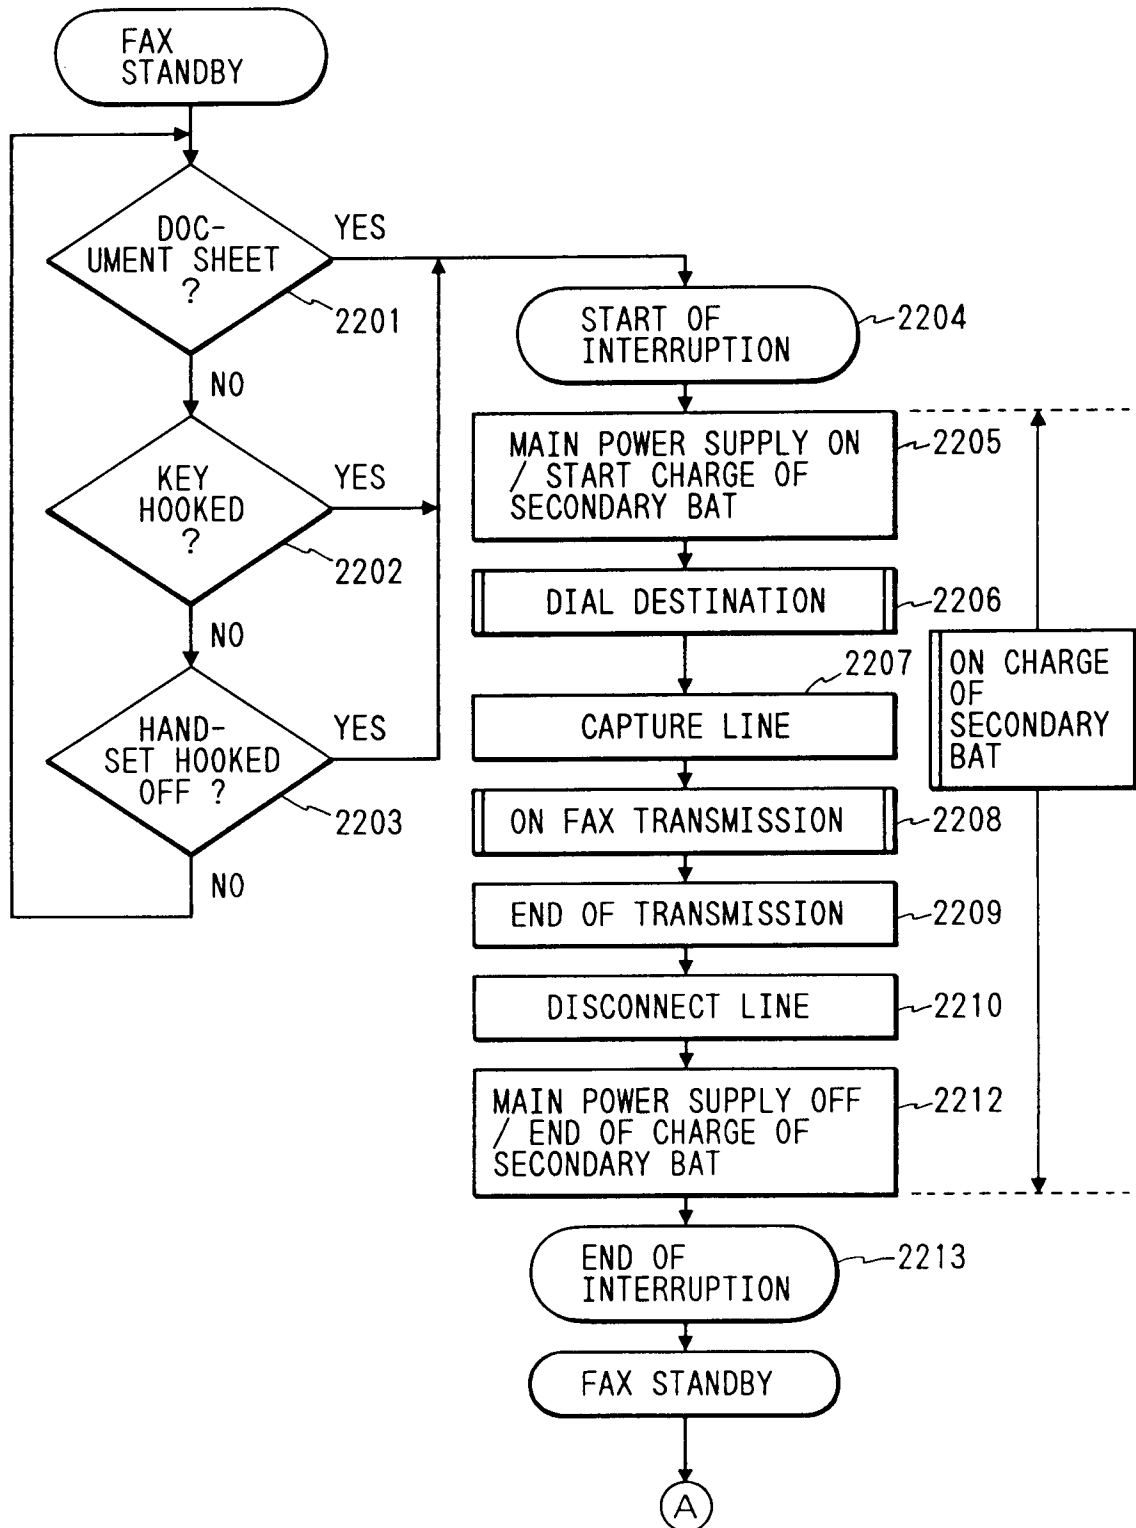 FAX
STANDBY
DOC-
UMENT SHEET
?
YES
2201
NO
KEY
HOOKED
?
YES
2202
NO
HAND-
SET HOOKED
OFF ?
YES
2203
NO
START OF
INTERRUPTION
2204
MAIN POWER SUPPLY ON
/ START CHARGE OF
SECONDARY BAT
2205
DIAL DESTINATION
2206
CAPTURE LINE
2207
ON FAX TRANSMISSION
2208
END OF TRANSMISSION
2209
DISCONNECT LINE
2210
MAIN POWER SUPPLY OFF
/ END OF CHARGE OF
SECONDARY BAT
2212
ON CHARGE
OF
SECONDARY
BAT
END OF
INTERRUPTION
2213
FAX STANDBY
A